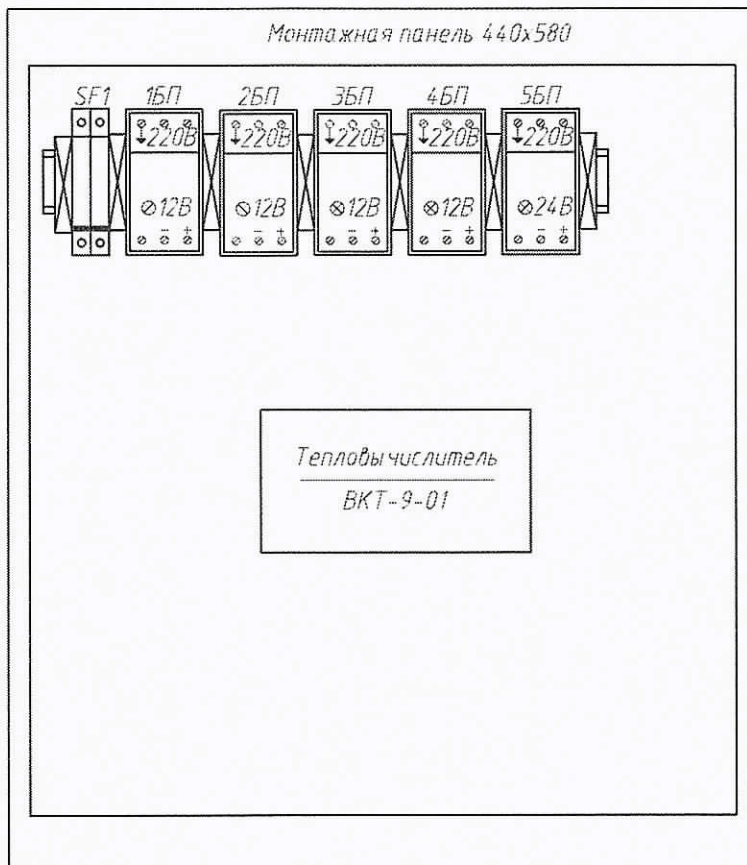 Монтажная панель 440х580
SF1 1БП 2БП 3БП 4БП 5БП
220В 220В 220В 220В 220В
12В 12В 12В 12В 24В
- + - + - + - + - +
Тепловычислитель
ВКТ-9-01